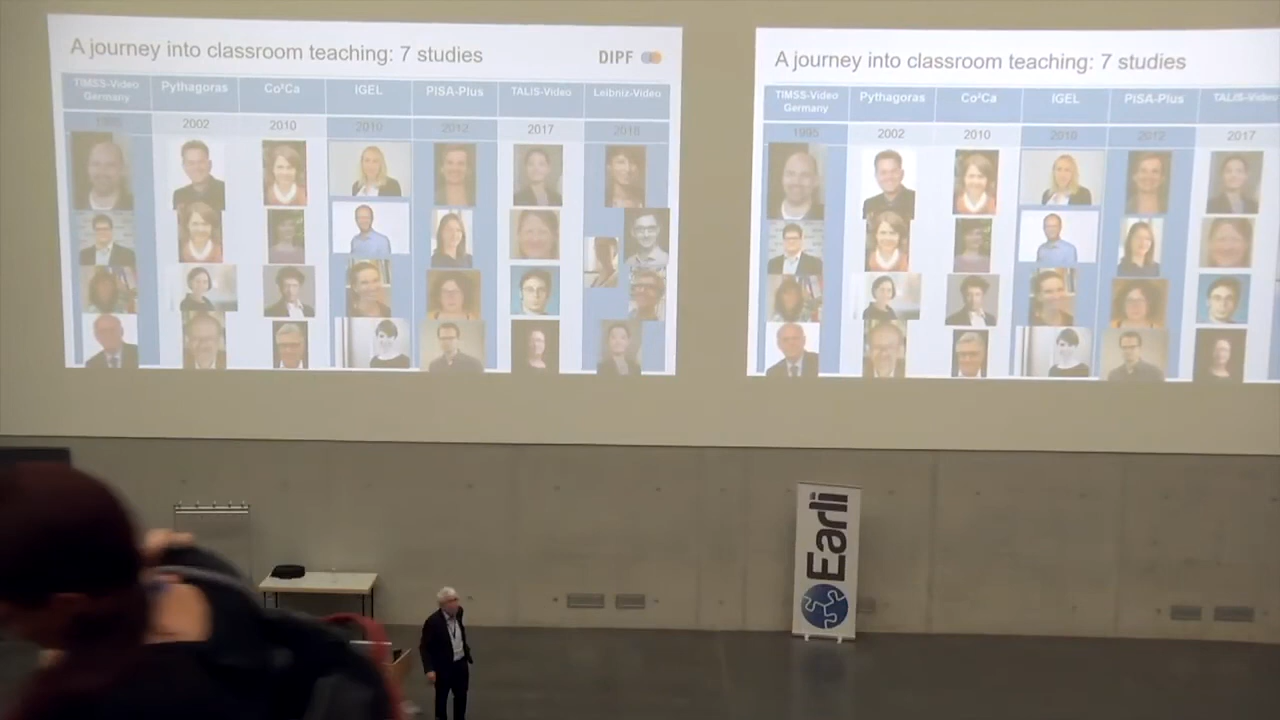 A journey into classroom teaching: 7 studies
DIPF
TIMSS-Video Germany Pythagoras Co²Ca IGEL PISA-Plus TALIS-Video Leibniz-Video
1995 2002 2010 2010 2012 2017 2018
A journey into classroom teaching: 7 studies
TIMSS-Video Germany Pythagoras Co²Ca IGEL PISA-Plus TALIS-Video
1995 2002 2010 2010 2012 2017
Earli